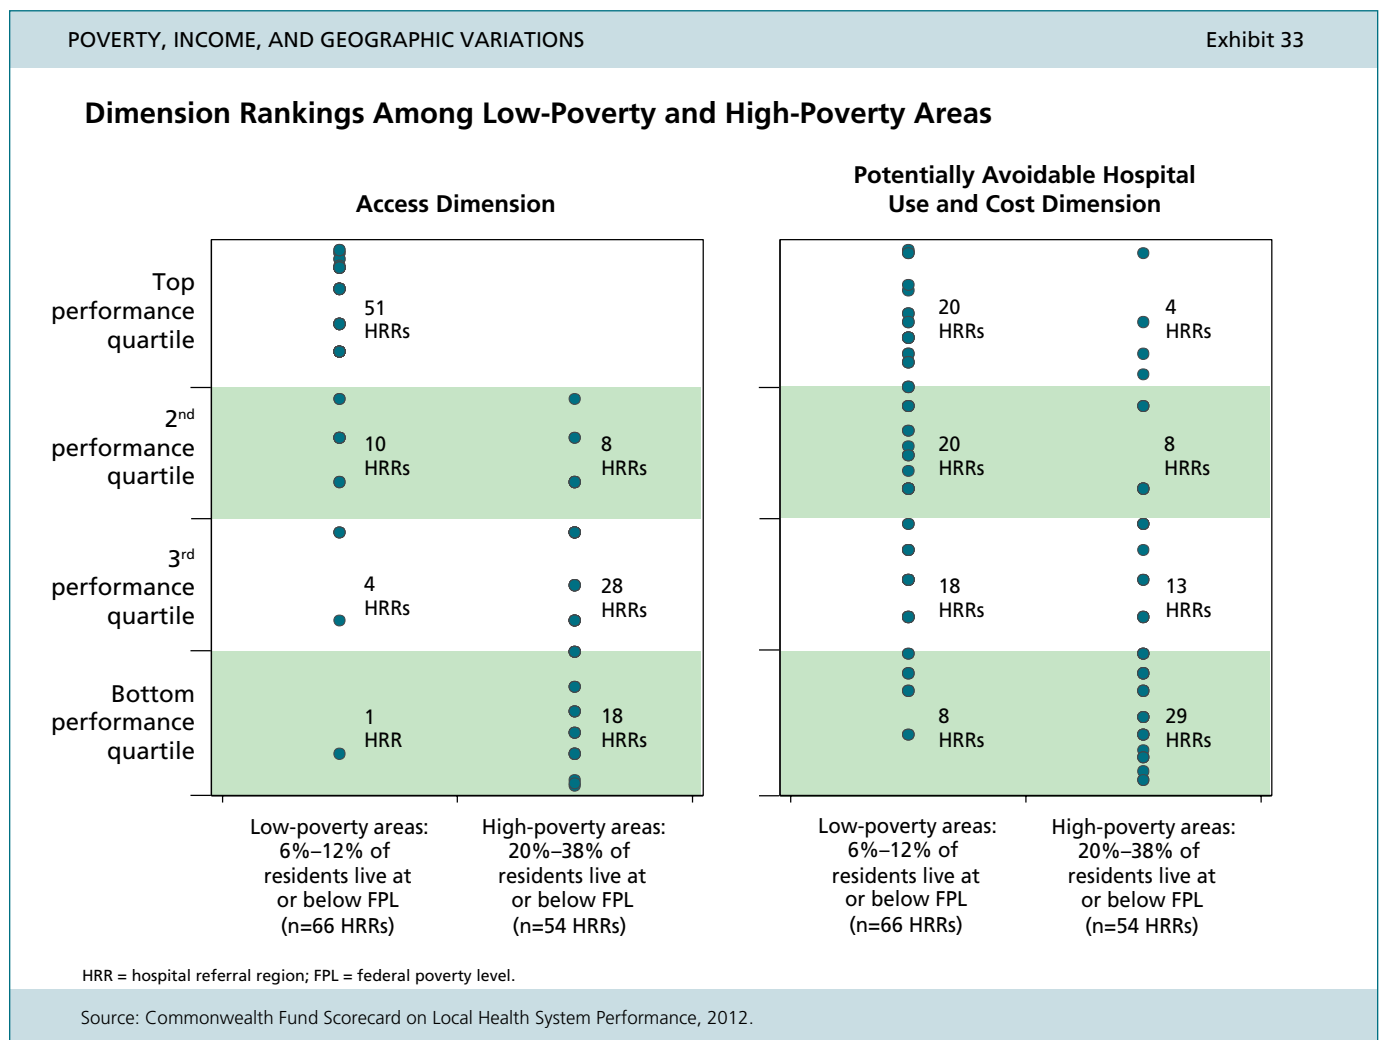 POVERTY, INCOME, AND GEOGRAPHIC VARIATIONS
Exhibit 33
Dimension Rankings Among Low-Poverty and High-Poverty Areas
Access Dimension
Potentially Avoidable Hospital
Use and Cost Dimension
Top
performance
quartile
51
HRRs
20
HRRs
4
HRRs
2nd
performance
quartile
10
HRRs
8
HRRs
20
HRRs
8
HRRs
3rd
performance
quartile
4
HRRs
28
HRRs
18
HRRs
13
HRRs
Bottom
performance
quartile
1
HRR
18
HRRs
8
HRRs
29
HRRs
Low-poverty areas:
6%–12% of
residents live at
or below FPL
(n=66 HRRs)
High-poverty areas:
20%–38% of
residents live at
or below FPL
(n=54 HRRs)
Low-poverty areas:
6%–12% of
residents live at
or below FPL
(n=66 HRRs)
High-poverty areas:
20%–38% of
residents live at
or below FPL
(n=54 HRRs)
HRR = hospital referral region; FPL = federal poverty level.
Source: Commonwealth Fund Scorecard on Local Health System Performance, 2012.